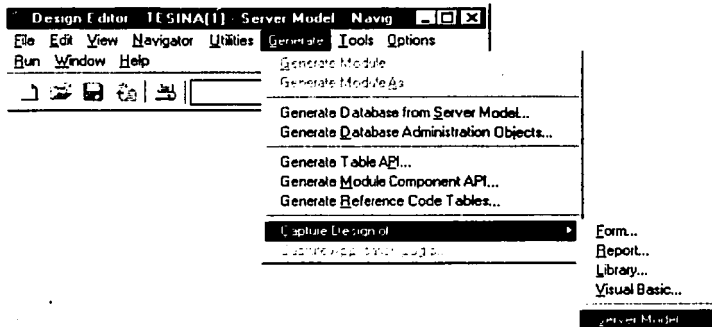 Design Editor TESINA[1] - Server Model Navig
File Edit View Navigator Utilities Generate Tools Options
Run Window Help
Generate Module
Generate Module As
Generate Database from Server Model...
Generate Database Administration Objects...
Generate Table API...
Generate Module Component API...
Generate Reference Code Tables...
Capture Design of
Form...
Report...
Library...
Visual Basic...
Server Model